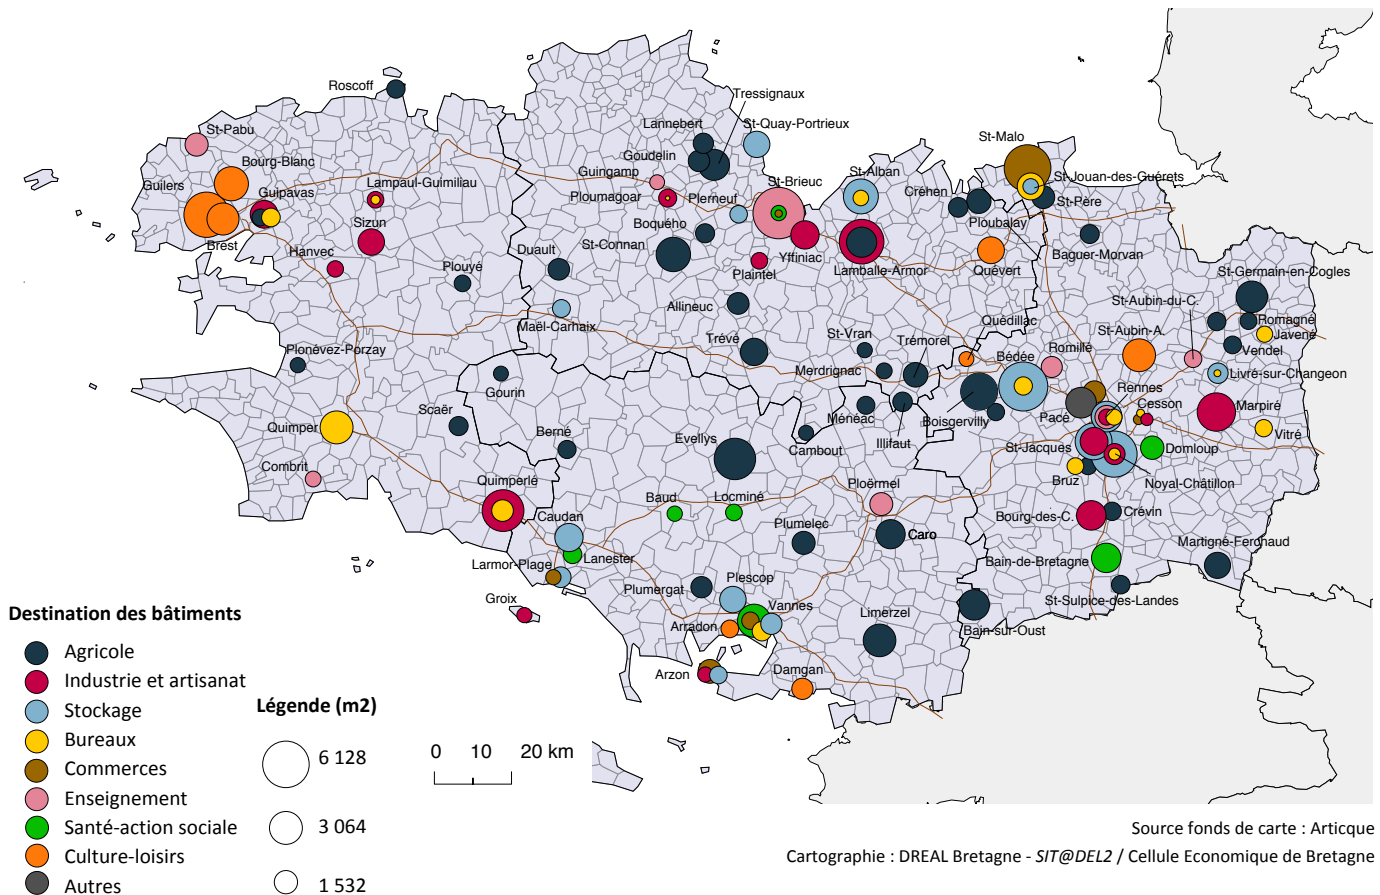 Roscoff
Tressignaux
Lannebert
St-Quay-Portrieux
St-Pabu
St-Malo
Goudelin
Bourg-Blanc
Guingamp
St-Brieuc
St-Alban
St-Jouan-des-Guérets
Guilers
Guipavas
Lampaul-Guimiliau
Ploumagoar
Plerneuf
Créhen
St-Père
Sizun
Boquého
Ploubalay
Brest
St-Connan
Yffiniac
Baguer-Morvan
Hanvec
Duault
Plaintel
Lamballe-Armor
Quévert
Plouyé
St-Germain-en-Cogles
Allineuc
St-Aubin-du-C.
Maël-Carhaix
Quédillac
Romagné
St-Vran
Trémorel
St-Aubin-A.
Javené
Trévé
Bédée
Romillé
Vendel
Plonévez-Porzay
Merdrignac
Livré-sur-Changeon
Gourin
Rennes
Cesson
Marpiré
Scaër
Ménéac
Boisgervilly
Pacé
Quimper
Berné
Evellys
Cambout
Illifaut
St-Jacques
Domloup
Vitré
Combrit
Quimperlé
Ploërmel
Bruz
Noyal-Châtillon
Baud
Locminé
Caudan
Plumelec
Bourg-des-C.
Crévin
Caro
Martigné-Ferchaud
Larmor-Plage
Lanester
Bain-de-Bretagne
Plescop
Groix
Plumergat
Vannes
Limerzel
St-Sulpice-des-Landes
Arradon
Bain-sur-Oust
Arzon
Damgan
Destination des bâtiments
Agricole
Industrie et artisanat
Stockage
Bureaux
Commerces
Enseignement
Santé-action sociale
Culture-loisirs
Autres
Légende (m2)
6 128
3 064
1 532
0 10 20 km
Source fonds de carte : Articque
Cartographie : DREAL Bretagne - SIT@DEL2 / Cellule Economique de Bretagne